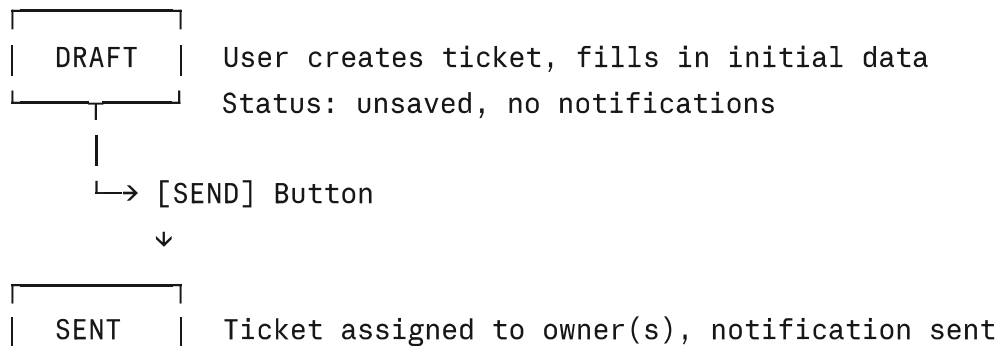 DRAFT User creates ticket, fills in initial data
Status: unsaved, no notifications
[SEND] Button
SENT Ticket assigned to owner(s), notification sent